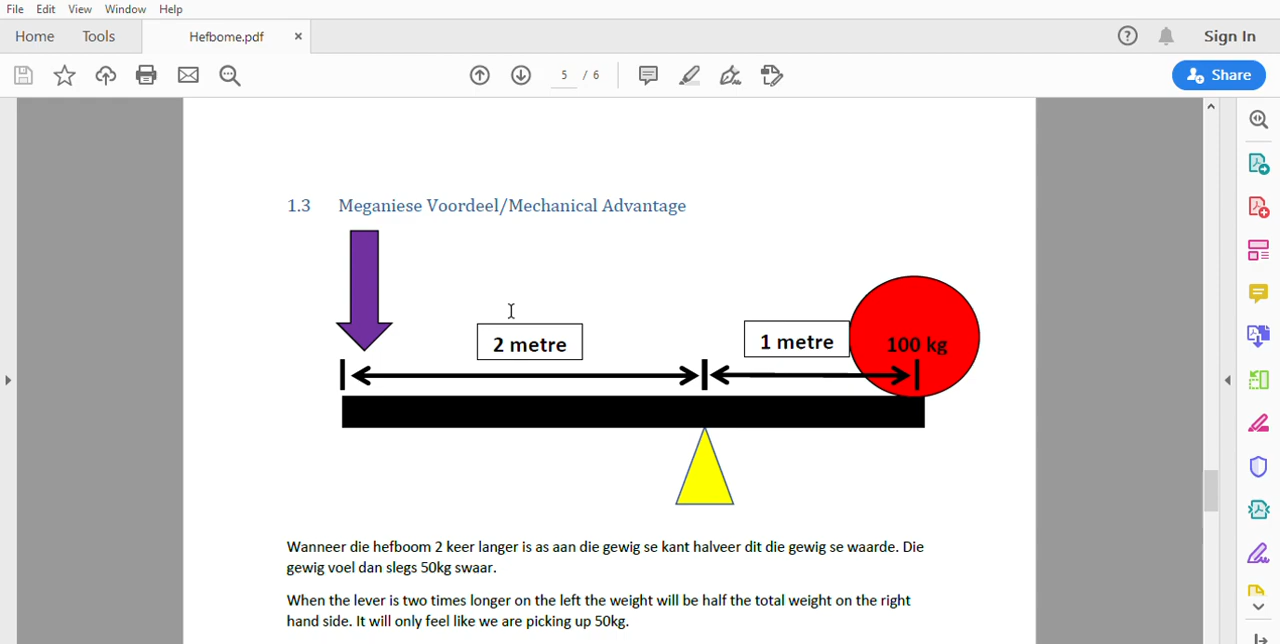 File Edit View Window Help
Home Tools Hefbome.pdf × ? Sign In
5 / 6 Share
1.3 Meganiese Voordeel/Mechanical Advantage
2 metre 1 metre 100 kg
Wanneer die hefboom 2 keer langer is as aan die gewig se kant halveer dit die gewig se waarde. Die
gewig voel dan slegs 50kg swaar.
When the lever is two times longer on the left the weight will be half the total weight on the right
hand side. It will only feel like we are picking up 50kg.